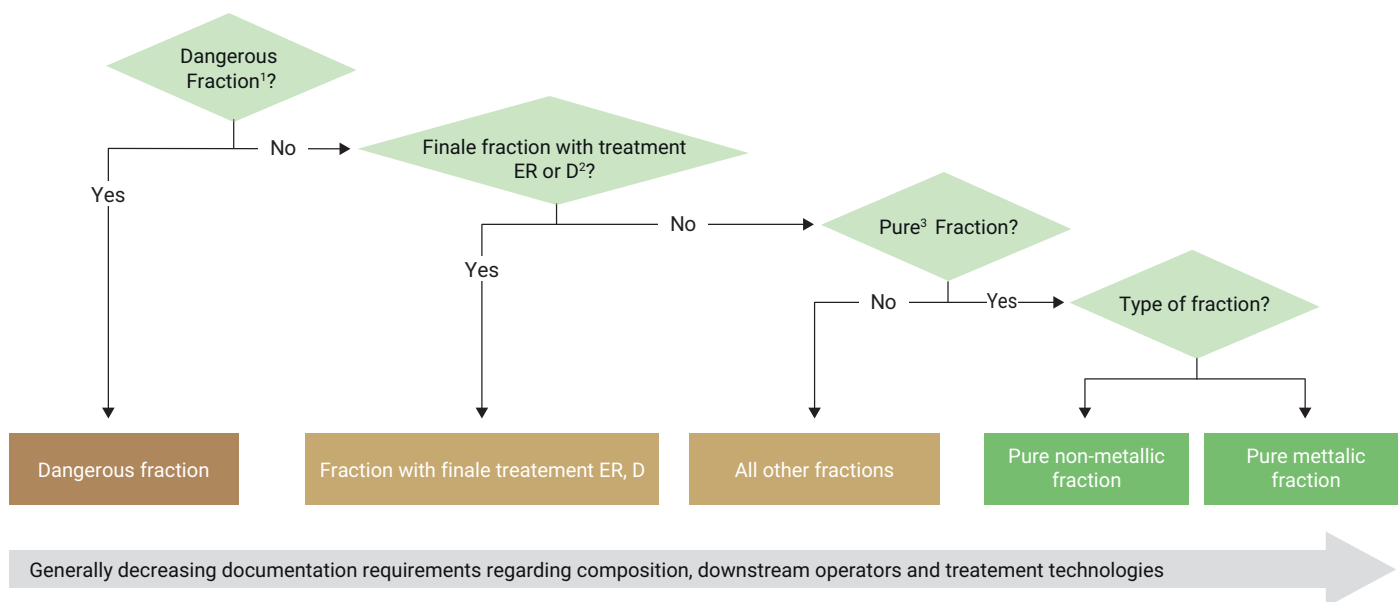 Dangerous
Fraction¹?
No
Yes
Finale fraction with treatment
ER or D²?
No
Yes
Pure³ Fraction?
No
Yes
Type of fraction?
Dangerous fraction
Fraction with finale treatement ER, D
All other fractions
Pure non-metallic
fraction
Pure mettalic
fraction
Generally decreasing documentation requirements regarding composition, downstream operators and treatement technologies